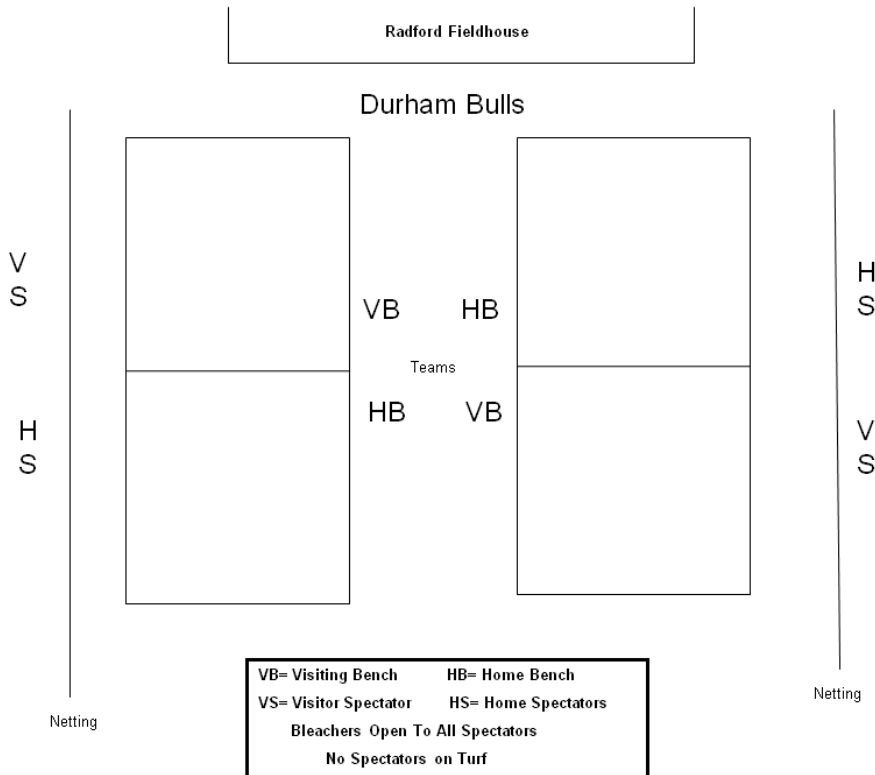 Radford Fieldhouse
Durham Bulls
V
S
H
S
VB HB
Teams
HB VB
H
S
V
S
Netting
Netting
VB= Visiting Bench HB= Home Bench
VS= Visitor Spectator HS= Home Spectators
Bleachers Open To All Spectators
No Spectators on Turf